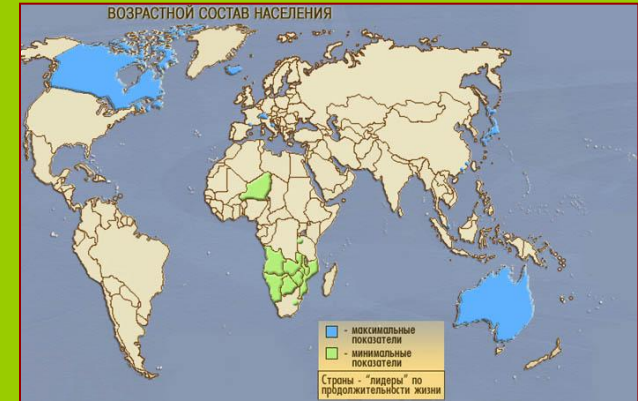 ВОЗРАСТНОЙ СОСТАВ НАСЕЛЕНИЯ
- максимальные
показатели
- минимальные
показатели
Страны - "лидеры" по
продолжительности жизни